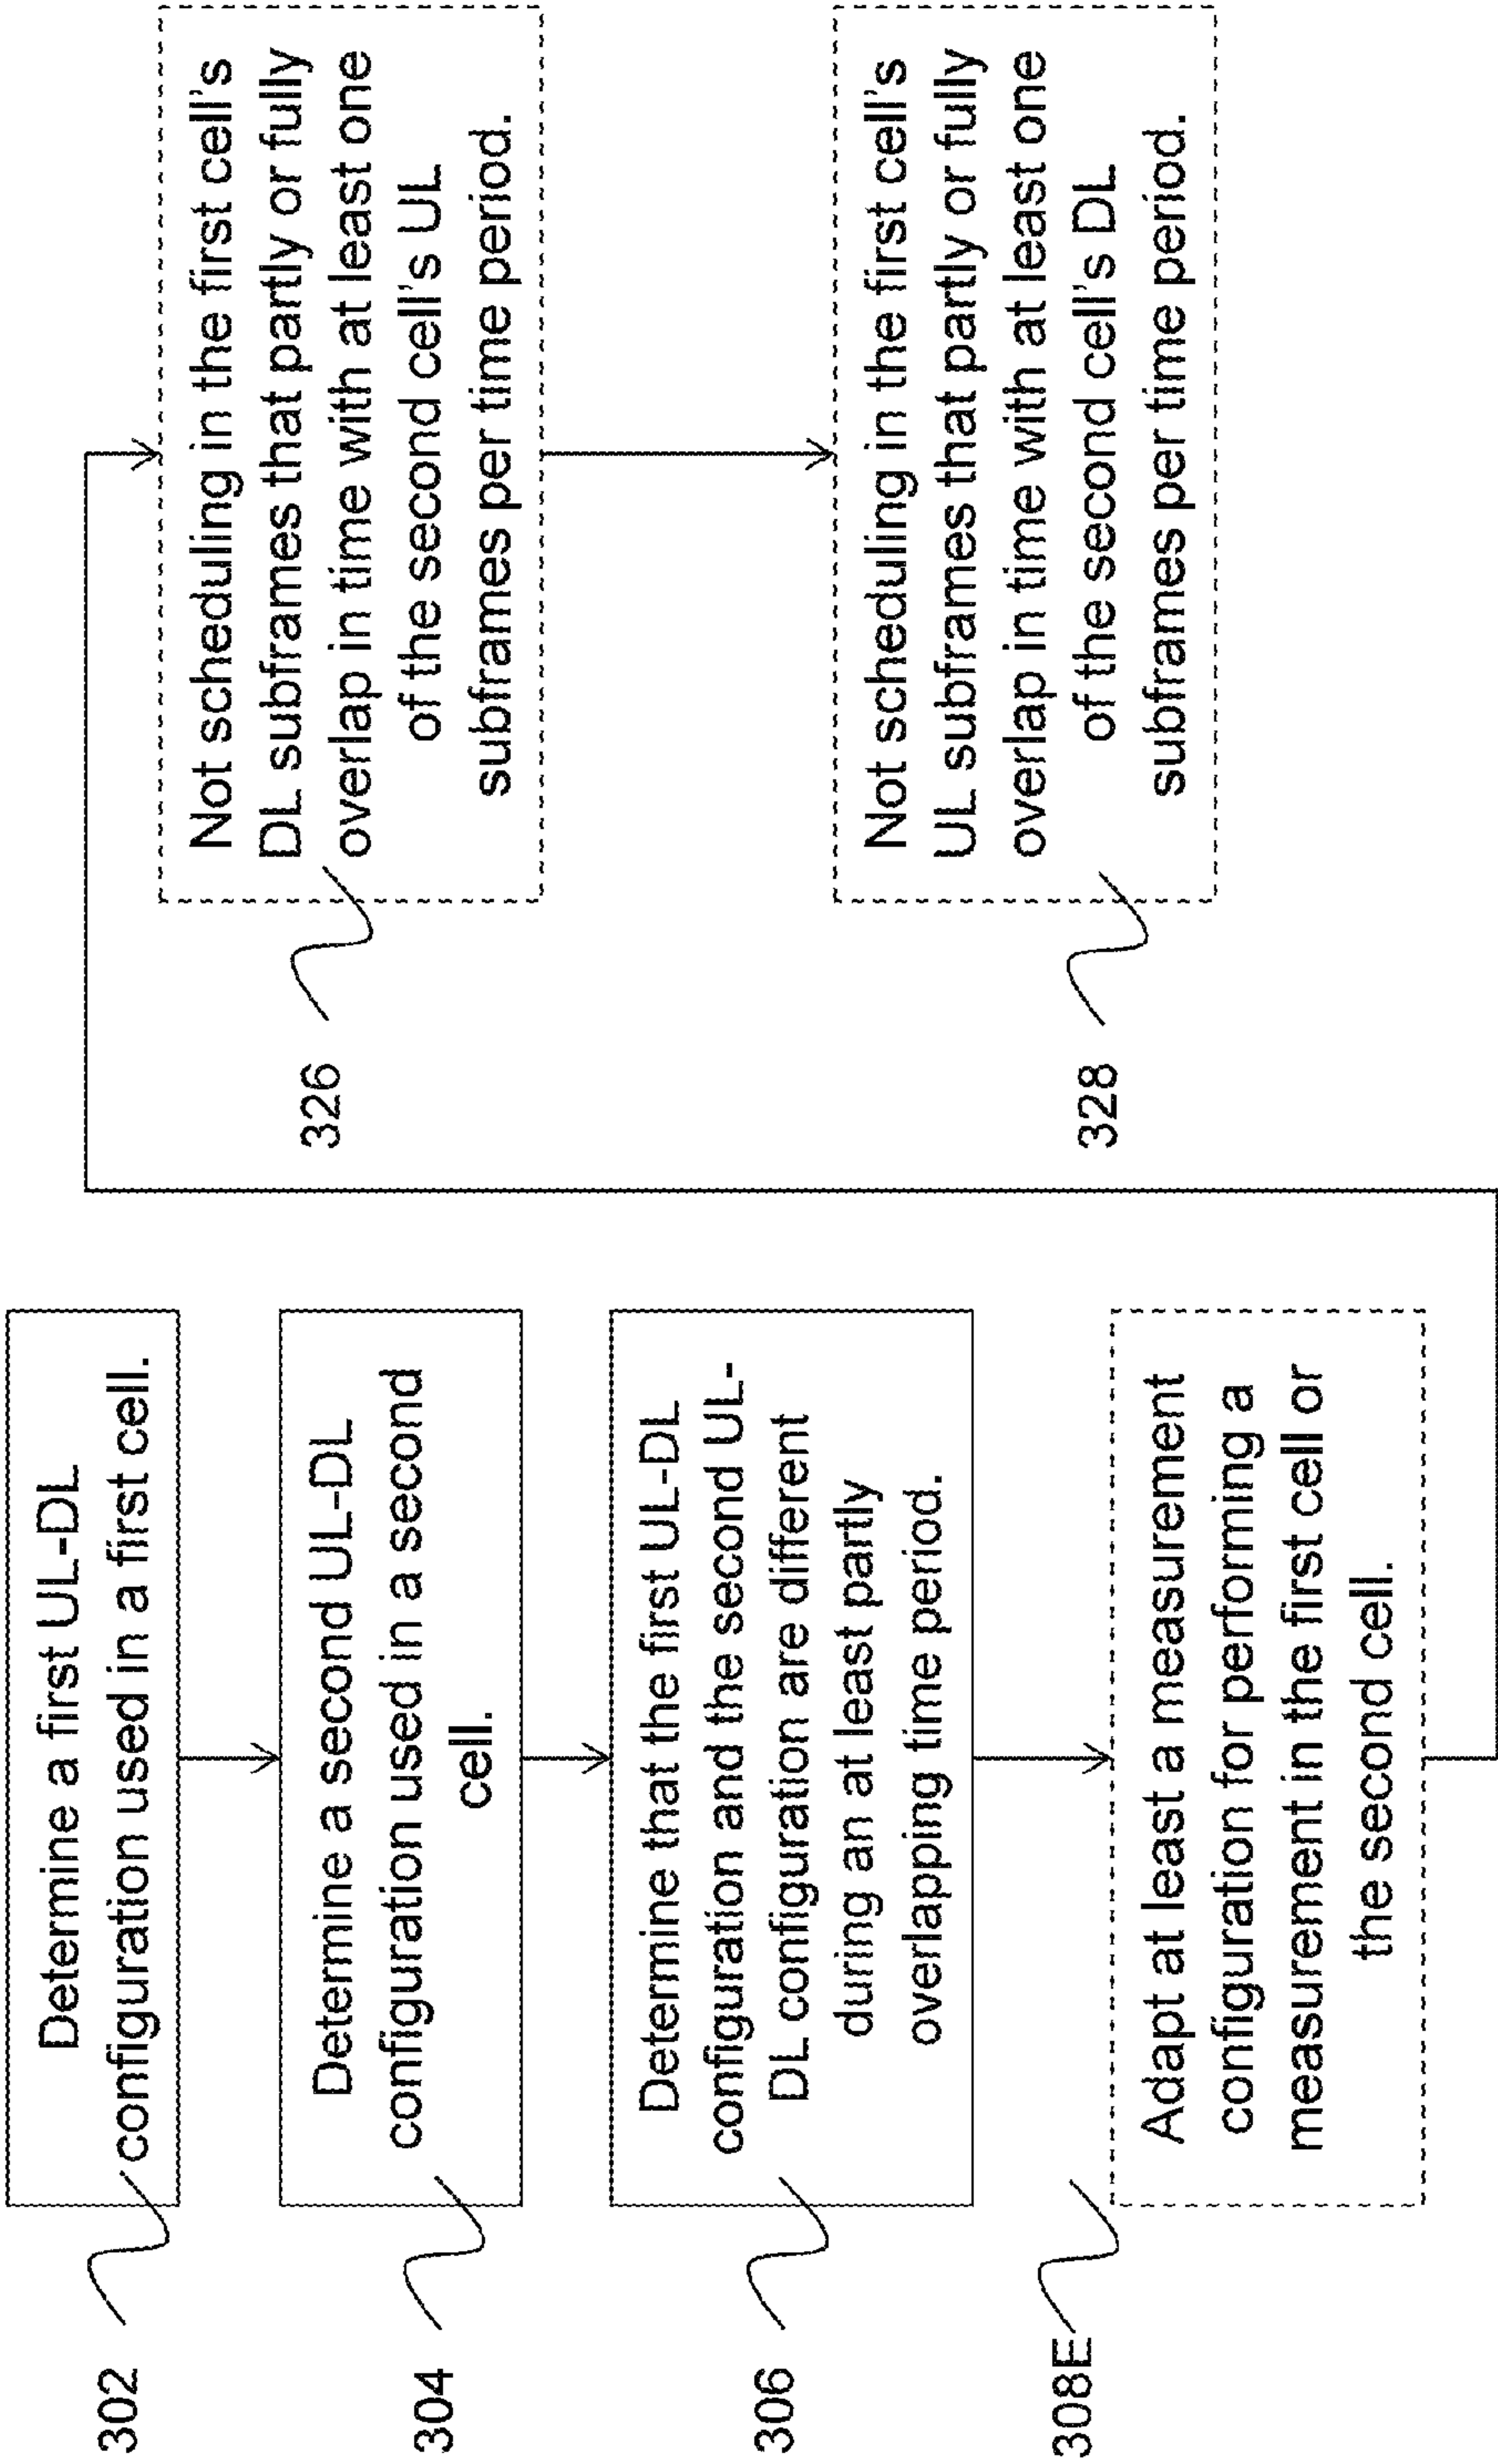 302
Determine a first UL-DL
configuration used in a first cell.
304
Determine a second UL-DL
configuration used in a second
cell.
306
Determine that the first UL-DL
configuration and the second UL-
DL configuration are different
during an at least partly
overlapping time period.
308E
Adapt at least a measurement
configuration for performing a
measurement in the first cell or
the second cell.
326
Not scheduling in the first cell's
DL subframes that partly or fully
overlap in time with at least one
of the second cell's UL
subframes per time period.
328
Not scheduling in the first cell's
UL subframes that partly or fully
overlap in time with at least one
of the second cell's DL
subframes per time period.